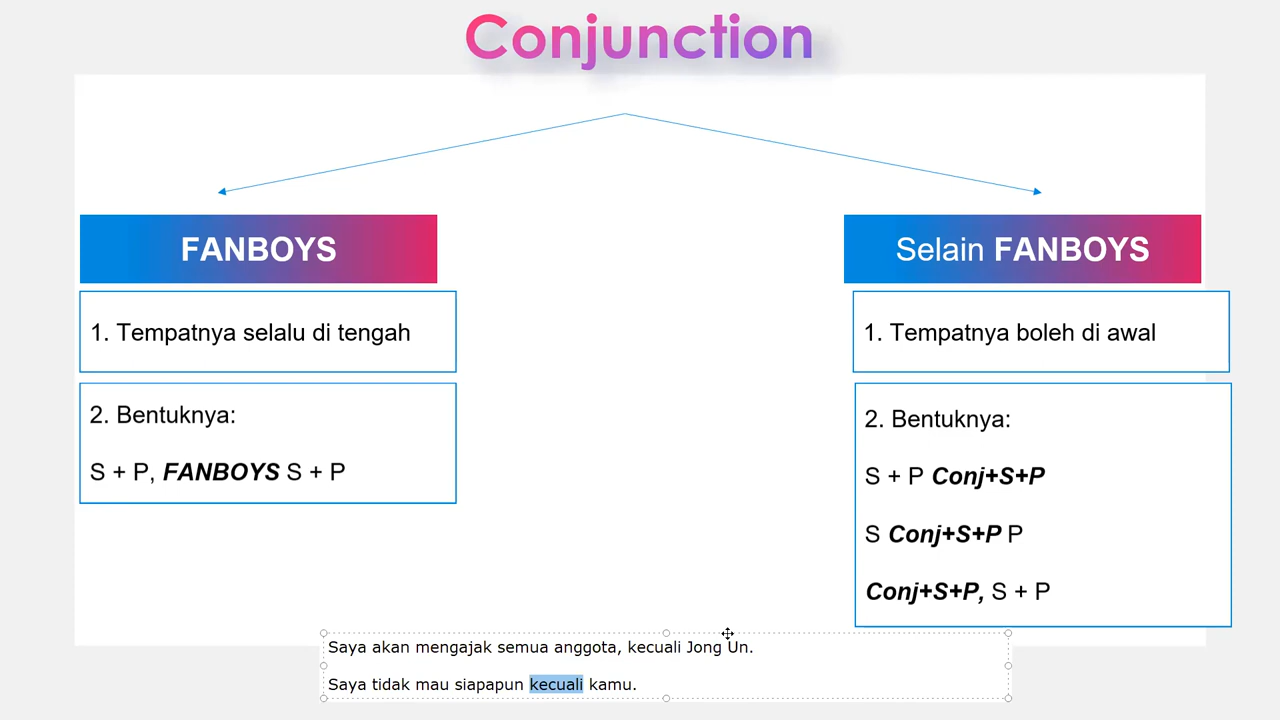 Conjunction
FANBOYS
1. Tempatnya selalu di tengah
2. Bentuknya:
S + P, FANBOYS S + P
Selain FANBOYS
1. Tempatnya boleh di awal
2. Bentuknya:
S + P Conj+S+P
S Conj+S+P P
Conj+S+P, S + P
Saya akan mengajak semua anggota, kecuali Jong Un.
Saya tidak mau siapapun kecuali kamu.